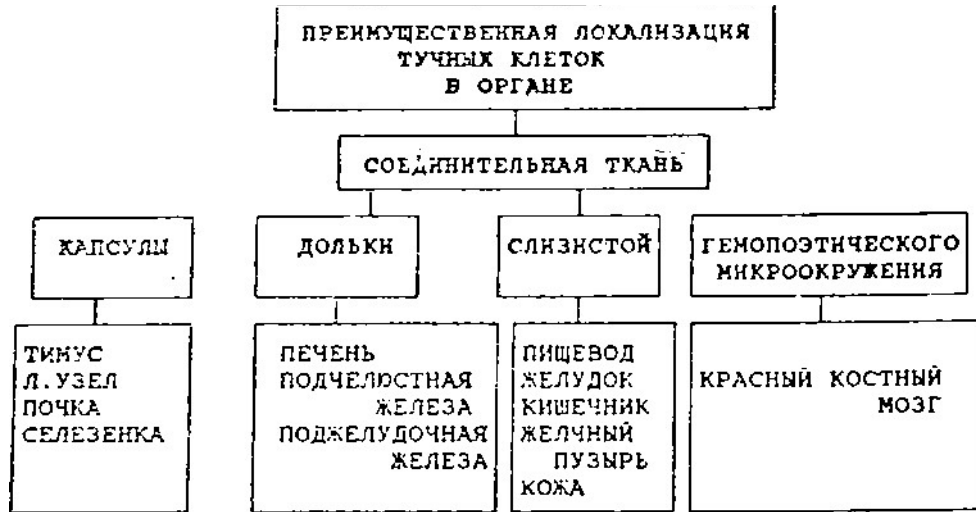 ПРЕИМУЩЕСТВЕННАЯ ЛОКАЛИЗАЦИЯ
ТУЧНЫХ КЛЕТОК
В ОРГАНЕ
СОЕДИНИТЕЛЬНАЯ ТКАНЬ
КАПСУЛЫ
ДОЛЬКИ
СЛИЗИСТОЙ
ГЕМОПОЭТИЧЕСКОГО
МИКРООКРУЖЕНИЯ
ТИМУС
Л.УЗЕЛ
ПОЧКА
СЕЛЕЗЕНКА
ПЕЧЕНЬ
ПОДЧЕЛЮСТНАЯ
ЖЕЛЕЗА
ПОДЖЕЛУДОЧНАЯ
ЖЕЛЕЗА
ПИЩЕВОД
ЖЕЛУДОК
КИШЕЧНИК
ЖЕЛЧНЫЙ
ПУЗЫРЬ
КОЖА
КРАСНЫЙ КОСТНЫЙ
МОЗГ